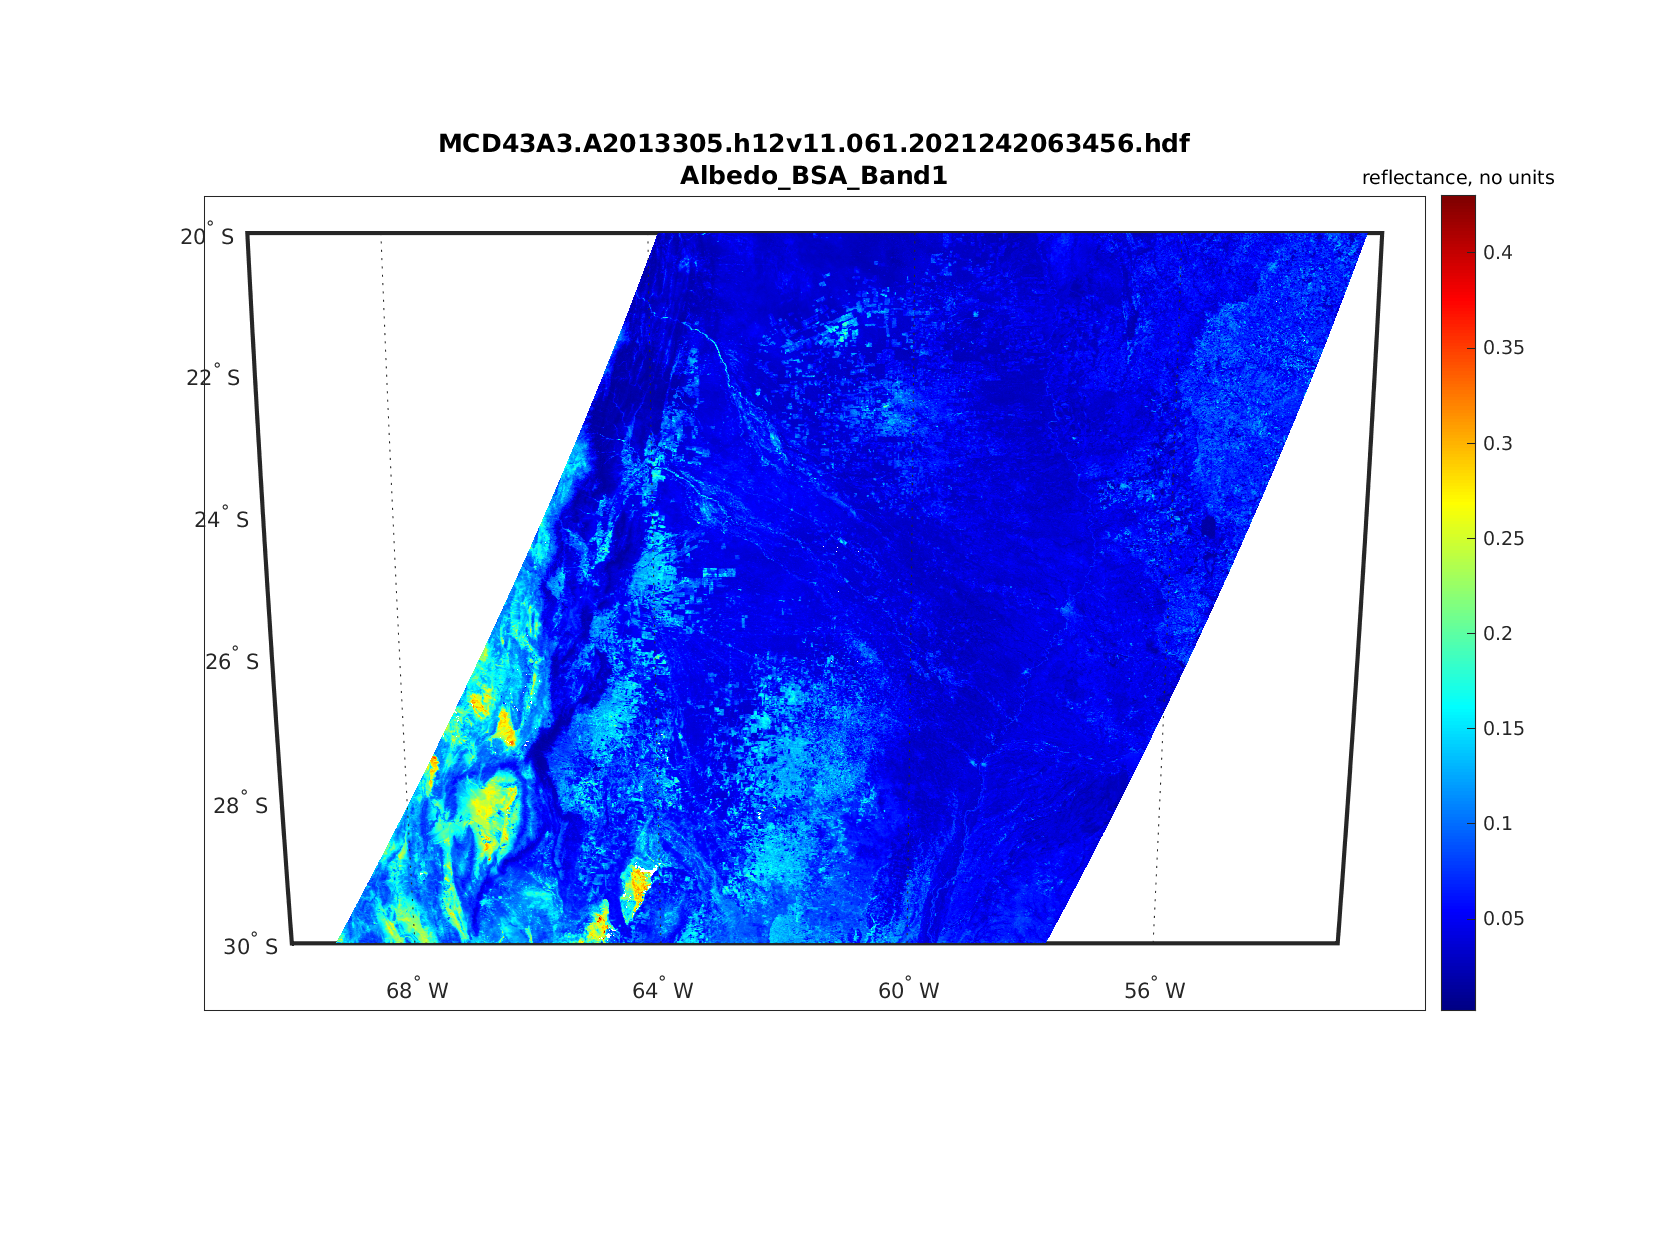 MCD43A3.A2013305.h12v11.061.2021242063456.hdf
Albedo_BSA_Band1
reflectance, no units
20° S
22° S
24° S
26° S
28° S
30° S
68° W
64° W
60° W
56° W
0.4
0.35
0.3
0.25
0.2
0.15
0.1
0.05